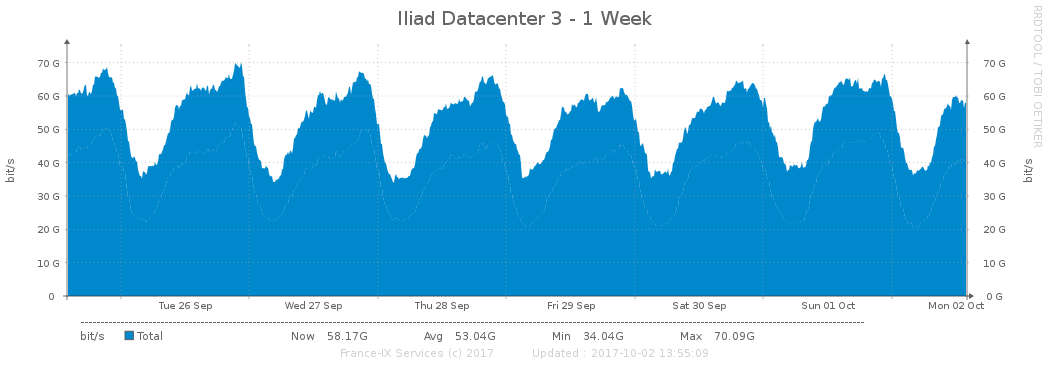 Iliad Datacenter 3 - 1 Week
RRDTOOL / TOBI OETIKER
bit/s
70 G
60 G
50 G
40 G
30 G
20 G
10 G
0
70 G
60 G
50 G
40 G
30 G
20 G
10 G
0 G
bit/s
Tue 26 Sep Wed 27 Sep Thu 28 Sep Fri 29 Sep Sat 30 Sep Sun 01 Oct Mon 02 Oct
bit/s Total Now 58.17G Avg 53.04G Min 34.04G Max 70.09G
France-IX Services (c) 2017 Updated : 2017-10-02 13:55:09